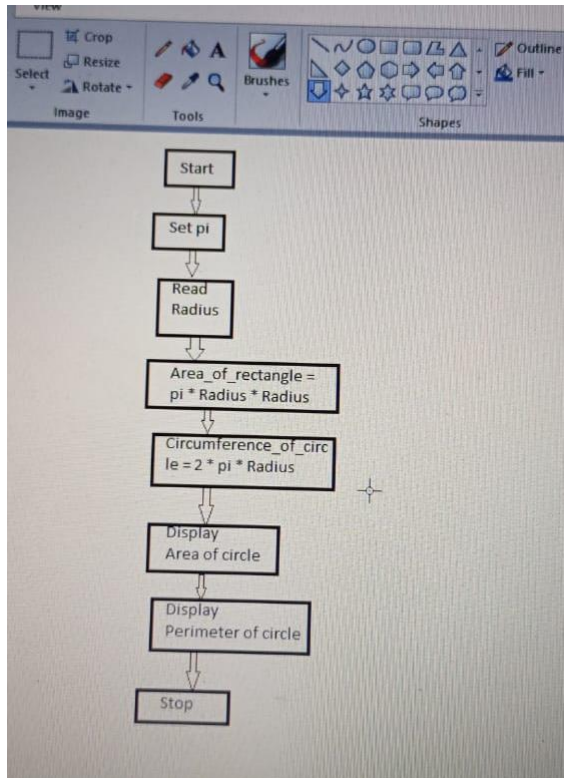 View
Select
Crop
Resize
Rotate
Image
A
Tools
Brushes
Shapes
Outline
Fill
Start
Set pi
Read
Radius
Area_of_rectangle =
pi * Radius * Radius
Circumference_of_circ
le = 2 * pi * Radius
Display
Area of circle
Display
Perimeter of circle
Stop